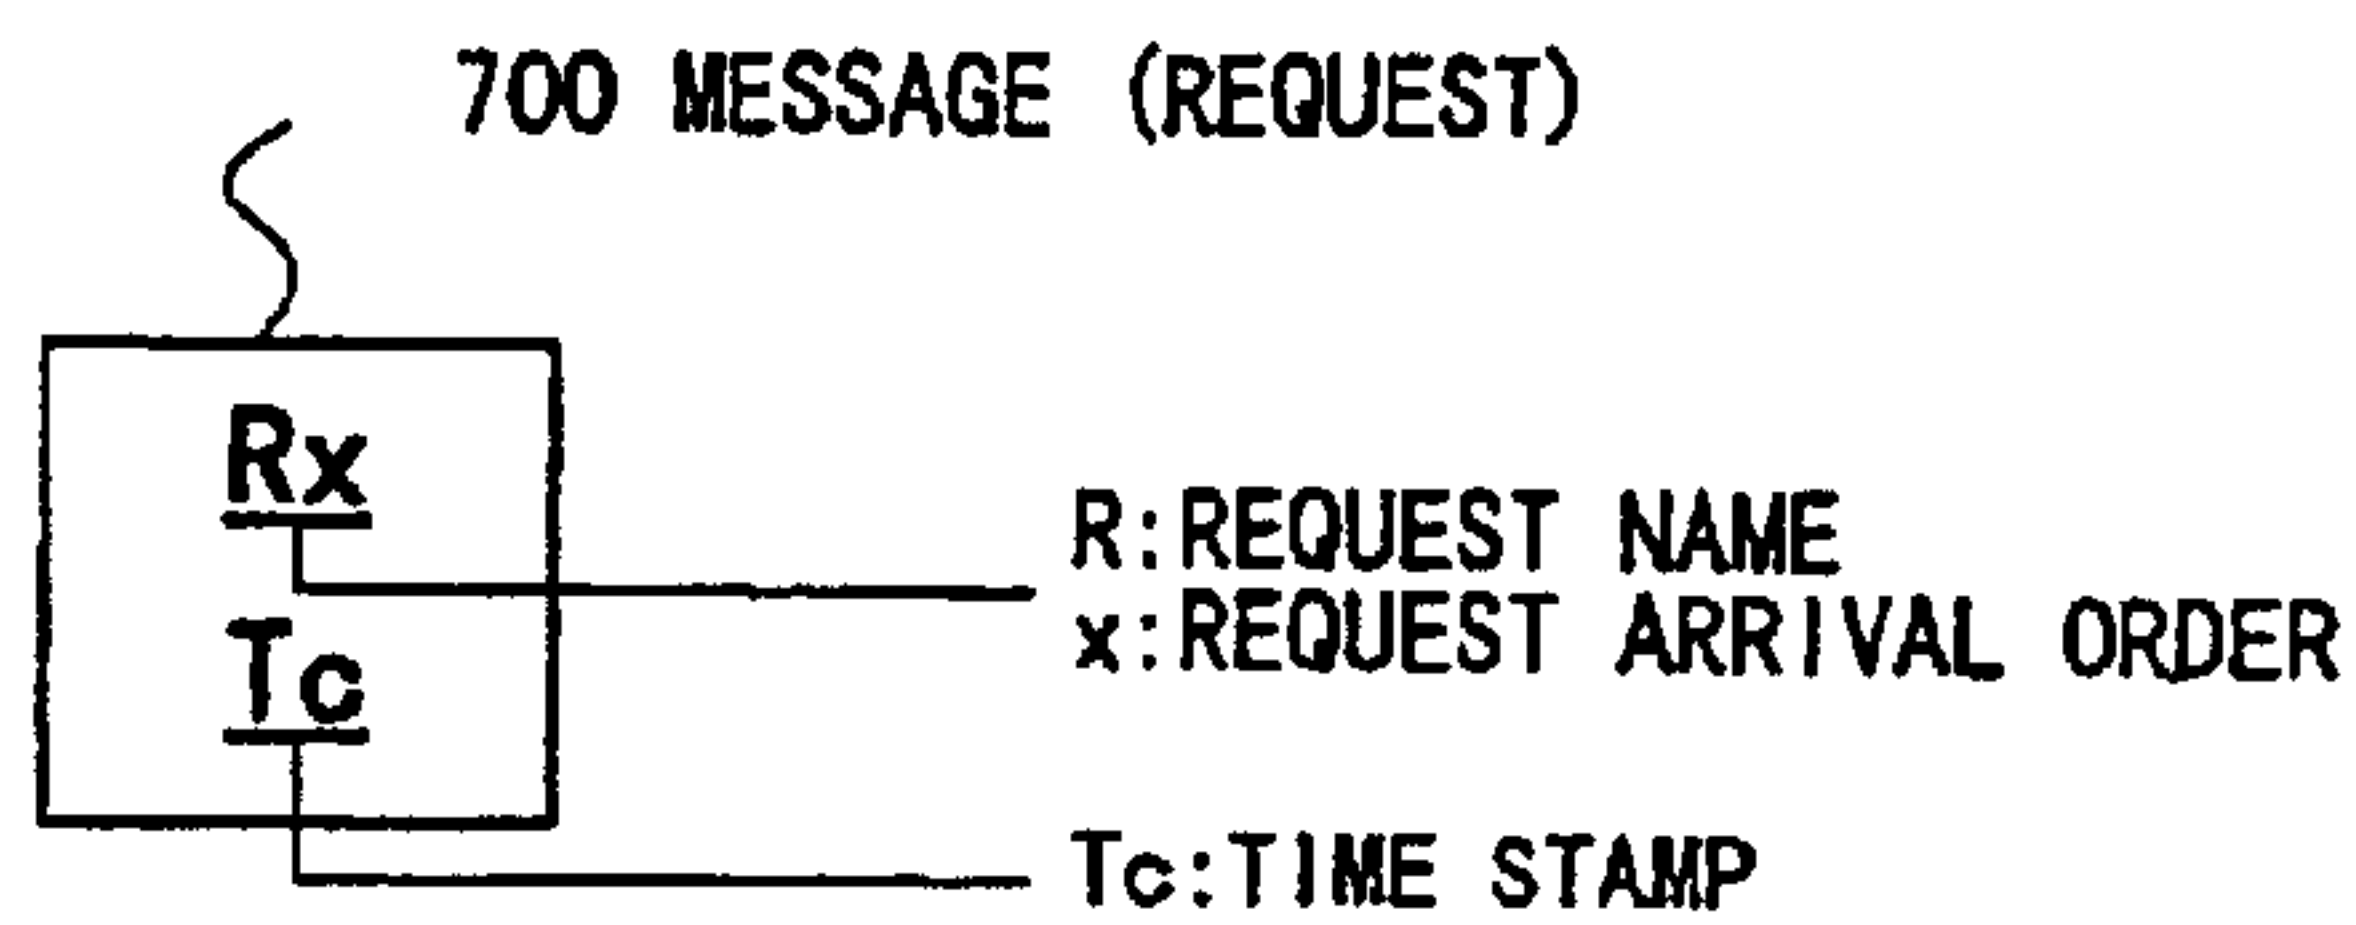 700 MESSAGE (REQUEST)
Rx
R:REQUEST NAME
x:REQUEST ARRIVAL ORDER
Tc
Tc:TIME STAMP